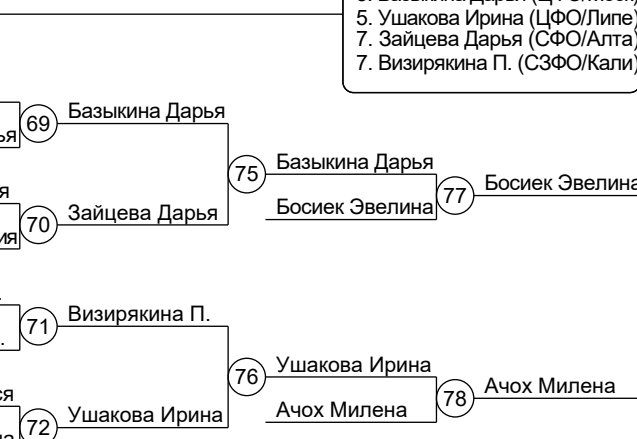 5. Ушакова Ирина (ЦФО/Липе)
7. Зайцева Дарья (СФО/Алта)
7. Визирякина П. (СЗФО/Кали)
69 Базыкина Дарья
75 Базыкина Дарья
77 Босиек Эвелина
Босиек Эвелина
70 Зайцева Дарья
71 Визирякина П.
76 Ушакова Ирина
78 Ачох Милена
Ачох Милена
72 Ушакова Ирина